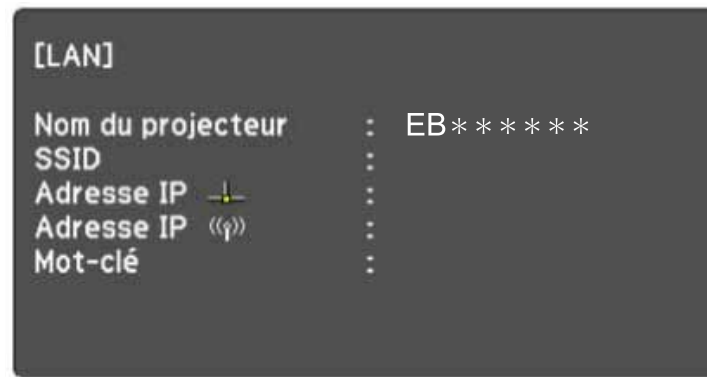 [LAN]
Nom du projecteur : EB******
SSID :
Adresse IP :
Adresse IP :
Mot-clé :